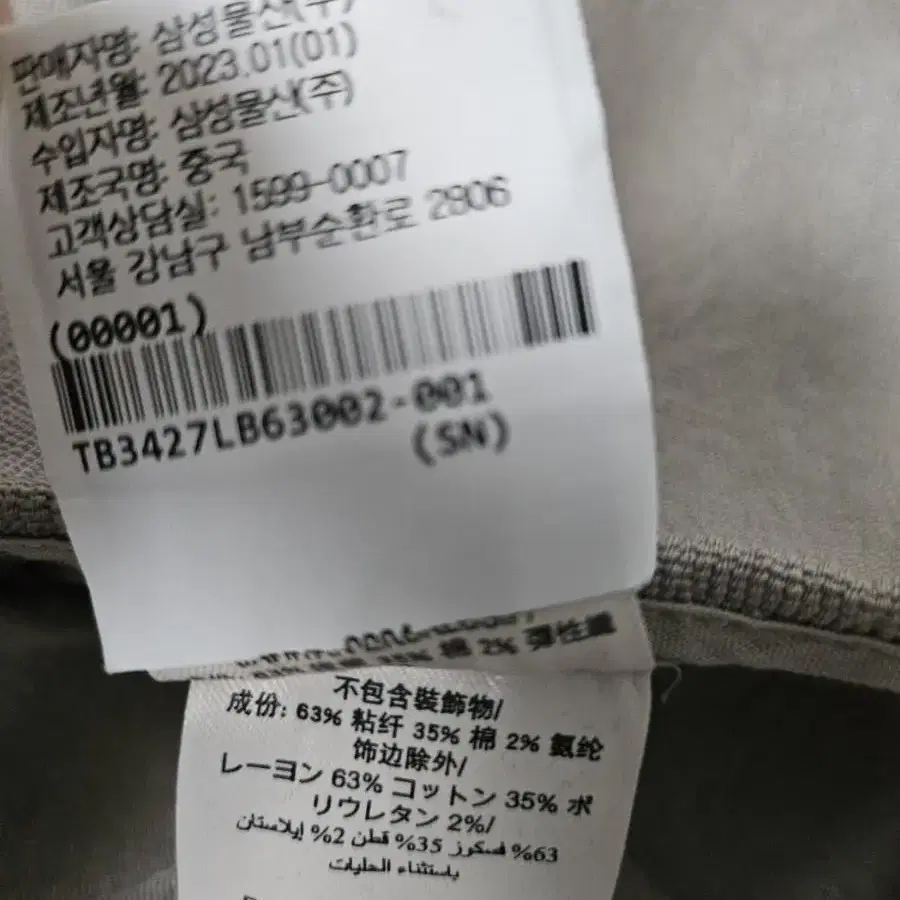 판매자명: 삼성물산(주)
제조년월: 2023.01(01)
수입자명: 삼성물산(주)
제조국명: 중국
고객상담실: 1599-0007
서울 강남구 남부순환로 2806
(00001)
TB3427LB63002-001
(SN)
棉 2% 彈性纖
不包含裝飾物/
成份: 63% 粘纤 35% 棉 2% 氨纶
饰边除外/
レーヨン 63% コットン 35% ポ
リウレタン 2%/
63% فسكوز 35% قطن 2% إيلاستان
باستثناء الحليات